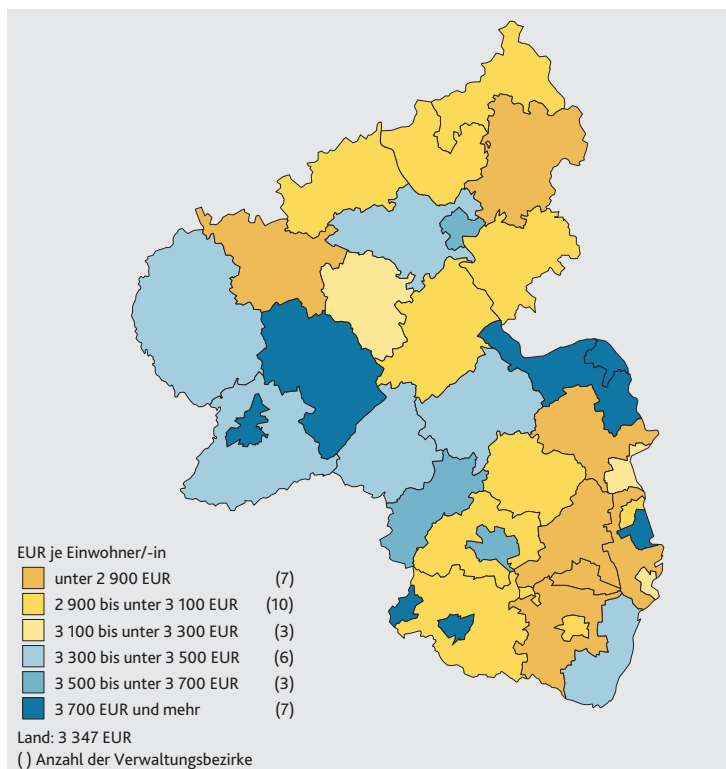 EUR je Einwohner/-in
unter 2 900 EUR (7)
2 900 bis unter 3 100 EUR (10)
3 100 bis unter 3 300 EUR (3)
3 300 bis unter 3 500 EUR (6)
3 500 bis unter 3 700 EUR (3)
3 700 EUR und mehr (7)
Land: 3 347 EUR
( ) Anzahl der Verwaltungsbezirke